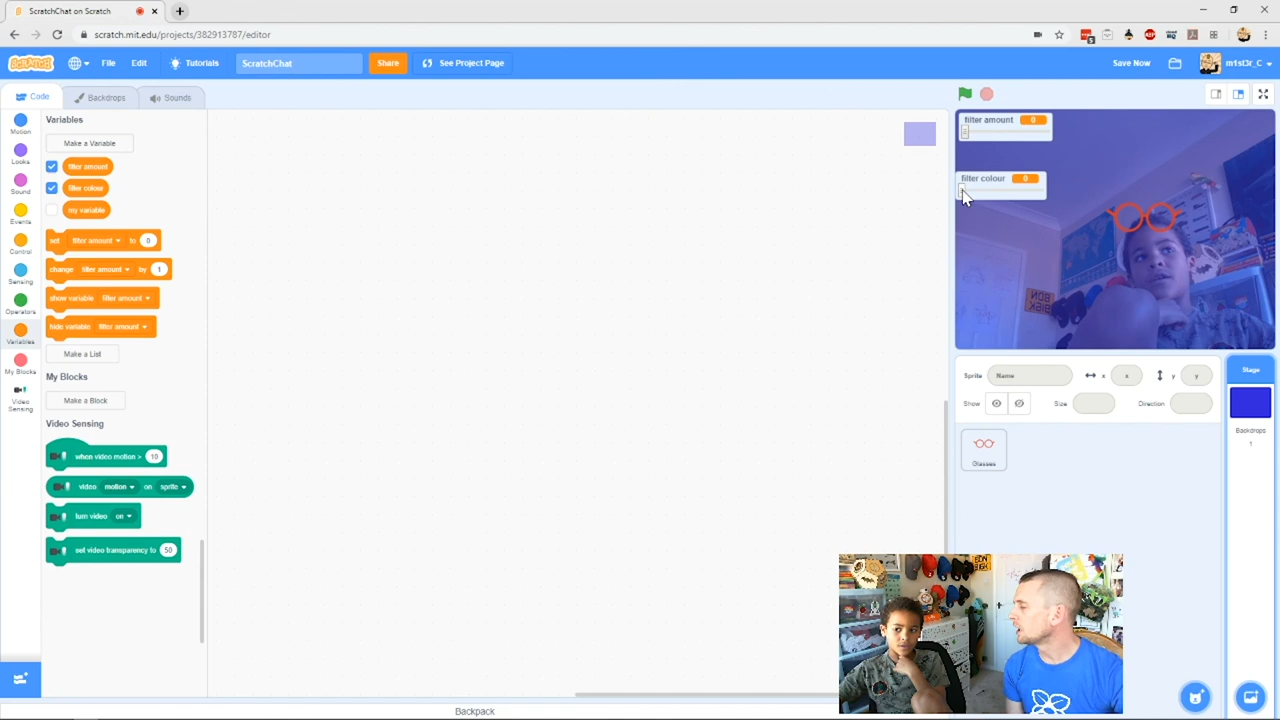 ScratchChat on Scratch
scratch.mit.edu/projects/382913787/editor
SCRATCH
File
Edit
Tutorials
ScratchChat
Share
See Project Page
Save Now
m1st3r_C
Code
Backdrops
Sounds
Motion
Looks
Sound
Events
Control
Sensing
Operators
Variables
My Blocks
Video
Sensing
Variables
Make a Variable
filter amount
filter colour
my variable
set filter amount to 0
change filter amount by 1
show variable filter amount
hide variable filter amount
Make a List
My Blocks
Make a Block
Video Sensing
when video motion > 10
video motion on sprite
turn video on
set video transparency to 50
filter amount 0
filter colour 0
Sprite Name x x y y
Show Size Direction
Glasses
Stage
Backdrops
1
Backpack